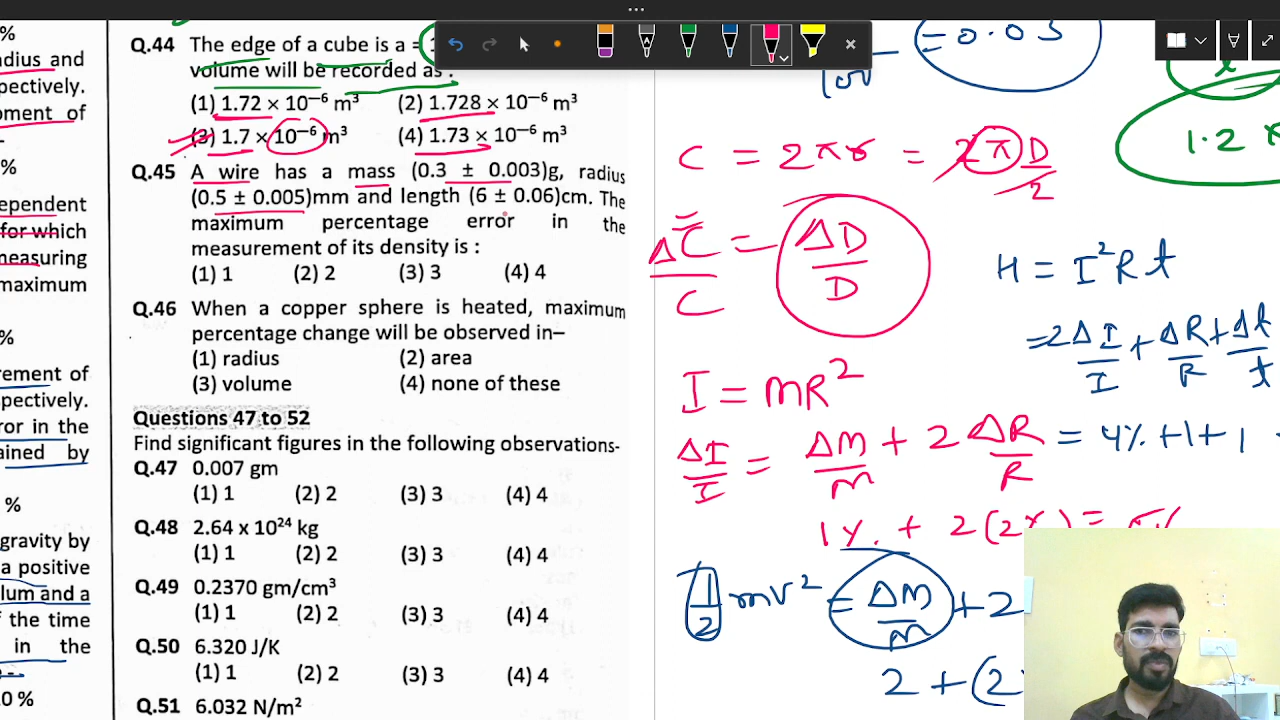 %
adius and
pectively.
oment of
%
ependent
for which
measuring
maximum
%
rement of
pectively.
ror in the
ained by
%
gravity by
a positive
lum and a
the time
in the
.0 %
Q.44 The edge of a cube is a =
volume will be recorded as :
(1) 1.72 × 10⁻⁶ m³ (2) 1.728 × 10⁻⁶ m³
(3) 1.7 × 10⁻⁶ m³ (4) 1.73 × 10⁻⁶ m³
Q.45 A wire has a mass (0.3 ± 0.003)g, radius
(0.5 ± 0.005)mm and length (6 ± 0.06)cm. The
maximum percentage error in the
measurement of its density is :
(1) 1 (2) 2 (3) 3 (4) 4
Q.46 When a copper sphere is heated, maximum
percentage change will be observed in–
(1) radius (2) area
(3) volume (4) none of these
Questions 47 to 52
Find significant figures in the following observations-
Q.47 0.007 gm
(1) 1 (2) 2 (3) 3 (4) 4
Q.48 2.64 x 10²⁴ kg
(1) 1 (2) 2 (3) 3 (4) 4
Q.49 0.2370 gm/cm³
(1) 1 (2) 2 (3) 3 (4) 4
Q.50 6.320 J/K
(1) 1 (2) 2 (3) 3 (4) 4
Q.51 6.032 N/m²
100 = 0.03
C = 2πr = 2π D/2
ΔC/C = ΔD/D
I = mR²
ΔI/I = ΔM/M + 2 ΔR/R
1%. + 2(2%) =
1/2 mv² = ΔM/M + 2
2 + (2
1.2
H = I²Rt
= 2ΔI/I + ΔR/R + Δt/t
= 4% + 1 + 1